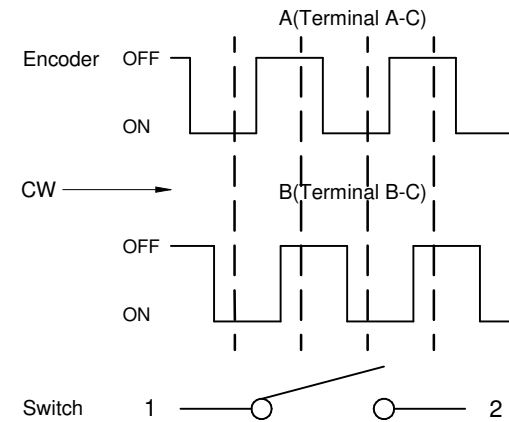 A(Terminal A-C)
Encoder OFF
ON
CW
B(Terminal B-C)
OFF
ON
Switch 1 2